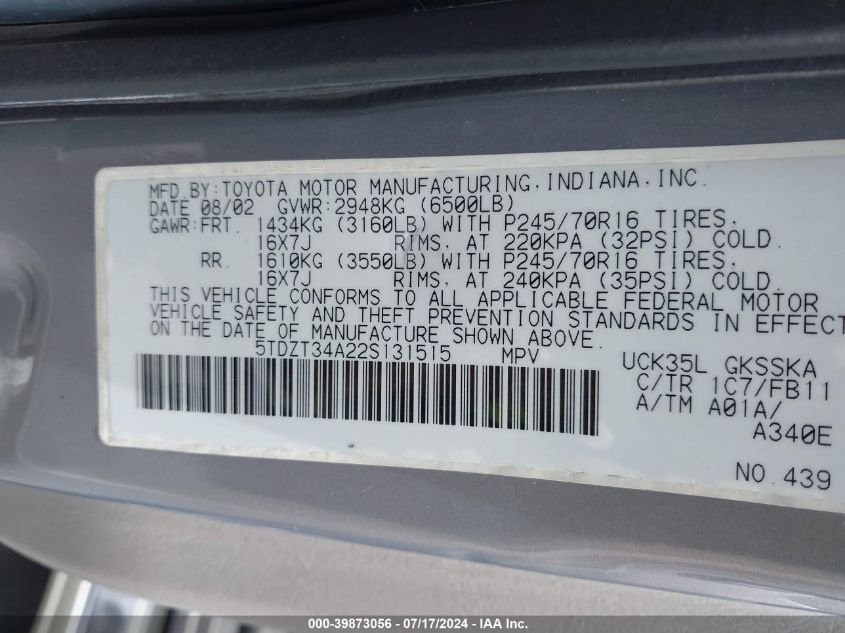 MFD.BY:TOYOTA MOTOR MANUFACTURING,INDIANA,INC.
DATE 08/02 GVWR:2948KG (6500LB)
GAWR:FRT. 1434KG (3160LB) WITH P245/70R16 TIRES,
16X7J RIMS, AT 220KPA (32PSI) COLD.
RR. 1610KG (3550LB) WITH P245/70R16 TIRES,
16X7J RIMS, AT 240KPA (35PSI) COLD.
THIS VEHICLE CONFORMS TO ALL APPLICABLE FEDERAL MOTOR
VEHICLE SAFETY AND THEFT PREVENTION STANDARDS IN EFFECT
ON THE DATE OF MANUFACTURE SHOWN ABOVE.
5TDZT34A22S131515 MPV
UCK35L GKSSKA
C/TR 1C7/FB11
A/TM A01A/
A340E
NO.439
000-39873056 - 07/17/2024 - IAA Inc.